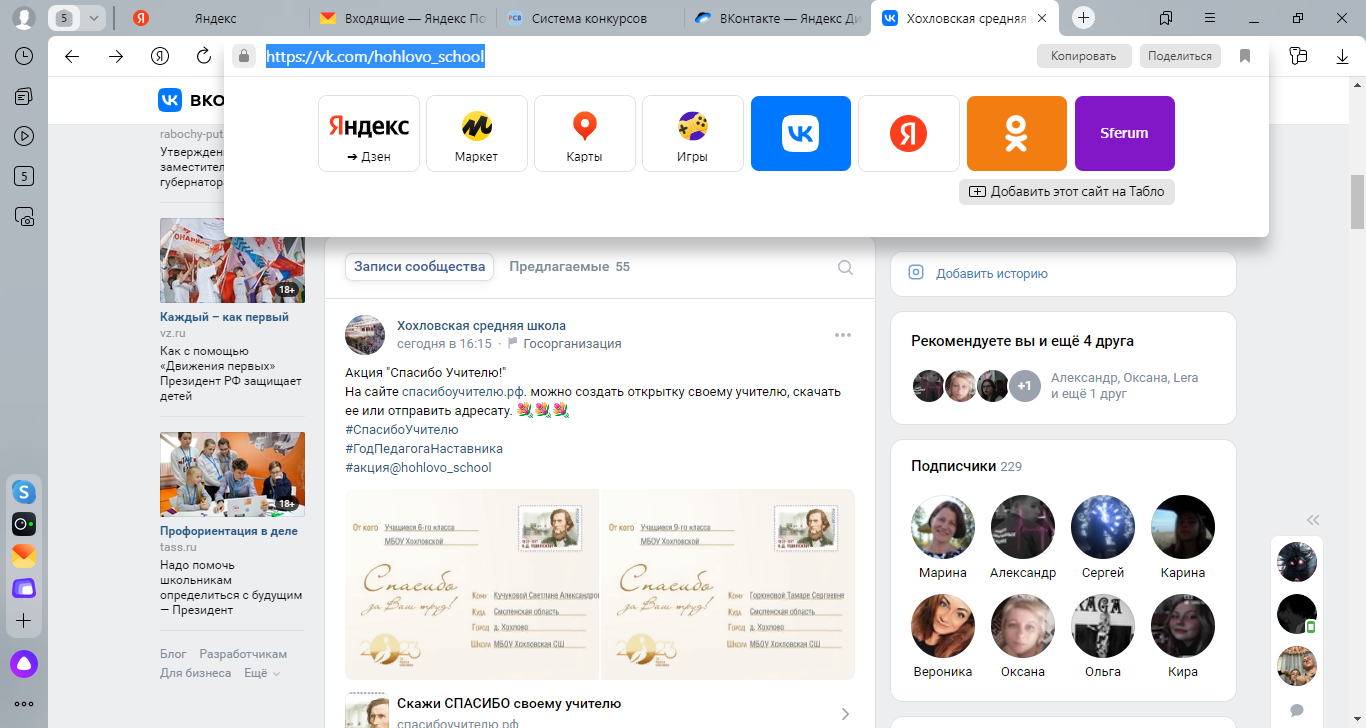 5
Яндекс
Входящие — Яндекс По
Система конкурсов
ВКонтакте — Яндекс Ди
Хохловская средняя
https://vk.com/hohlovo_school
Копировать
Поделиться
5
ВКО
Яндекс
➔ Дзен
Маркет
Карты
Игры
Sferum
Добавить этот сайт на Табло
rabochy-put
Утвержден
заместител
губернатора
18+
Каждый – как первый
vz.ru
Как с помощью
«Движения первых»
Президент РФ защищает
детей
18+
Профориентация в деле
tass.ru
Надо помочь
школьникам
определиться с будущим
— Президент
Блог Разработчикам
Для бизнеса Ещё
Записи сообщества
Предлагаемые 55
Хохловская средняя школа
сегодня в 16:15 · Госорганизация
Акция "Спасибо Учителю!"
На сайте спасибоучителю.рф. можно создать открытку своему учителю, скачать
ее или отправить адресату. 💐💐💐
#СпасибоУчителю
#ГодПедагогаНаставника
#акция@hohlovo_school
От кого Учащиеся 6-го класса
МБОУ Хохловской
Спасибо
за Ваш труд!
Кому Кучуковой Светлане Александро
Куда Смоленская область
Город д. Хохлово
Школа МБОУ Хохловская СШ
2023
От кого Учащиеся 9-го класса
МБОУ Хохловской
Спасибо
за Ваш труд!
Кому Горюновой Тамаре Сергеевне
Куда Смоленская область
Город д. Хохлово
Школа МБОУ Хохловская СШ
2023
Скажи СПАСИБО своему учителю
спасибоучителю.рф
Добавить историю
Рекомендуете вы и ещё 4 друга
+1
Александр, Оксана, Lera
и ещё 1 друг
Подписчики 229
Марина
Александр
Сергей
Карина
Вероника
Оксана
Ольга
Кира